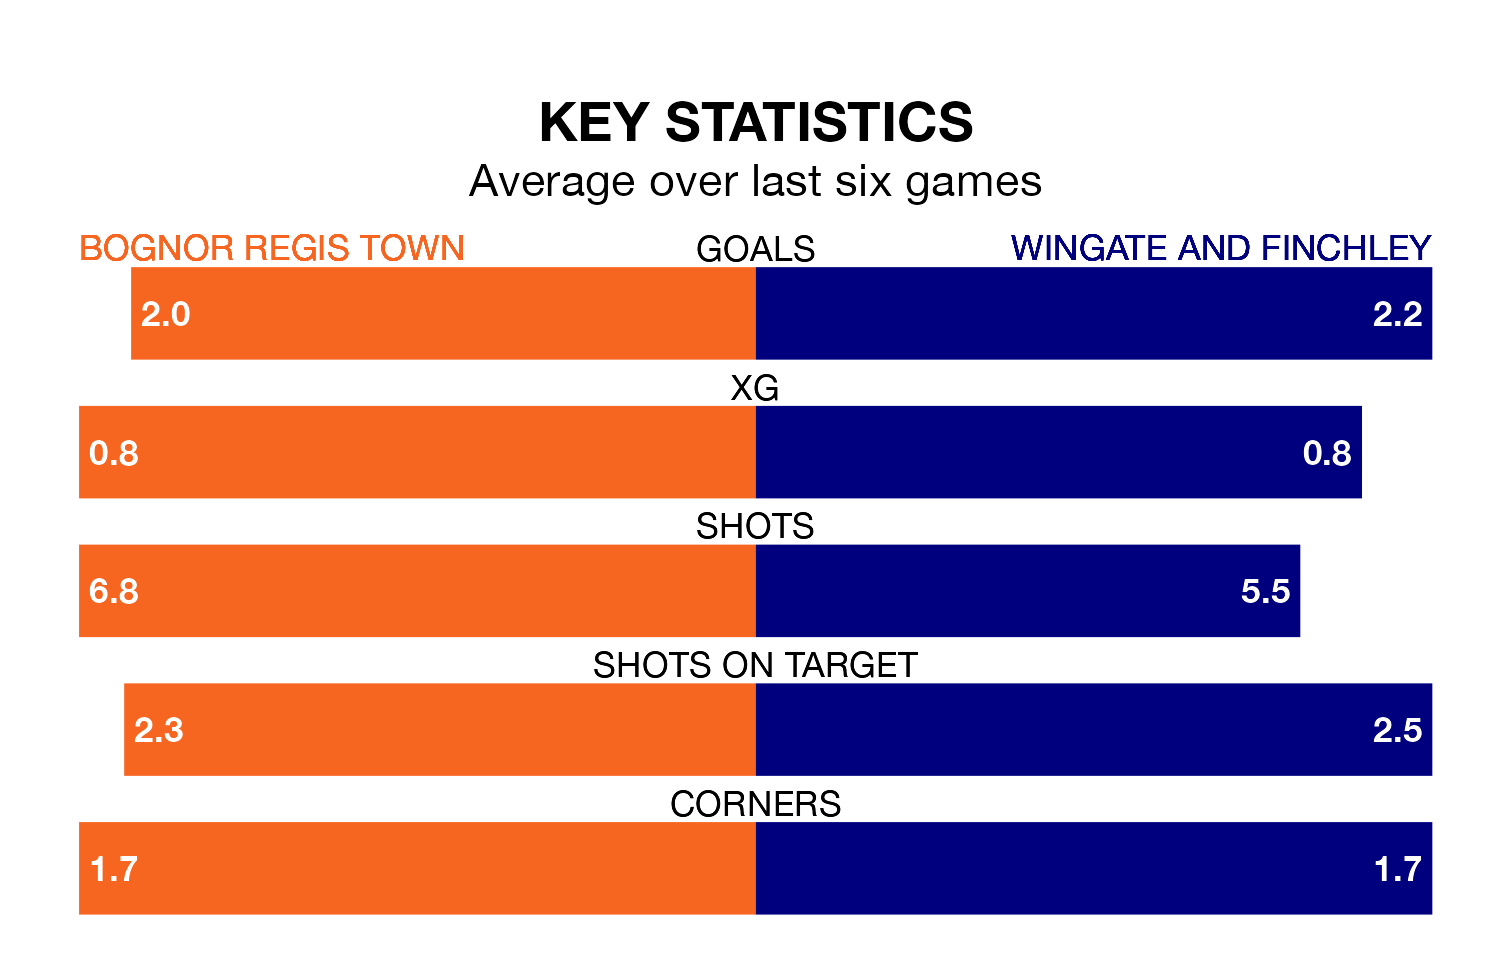 KEY STATISTICS
Average over last six games
BOGNOR REGIS TOWN GOALS WINGATE AND FINCHLEY
2.0 2.2
XG
0.8 0.8
SHOTS
6.8 5.5
SHOTS ON TARGET
2.3 2.5
CORNERS
1.7 1.7